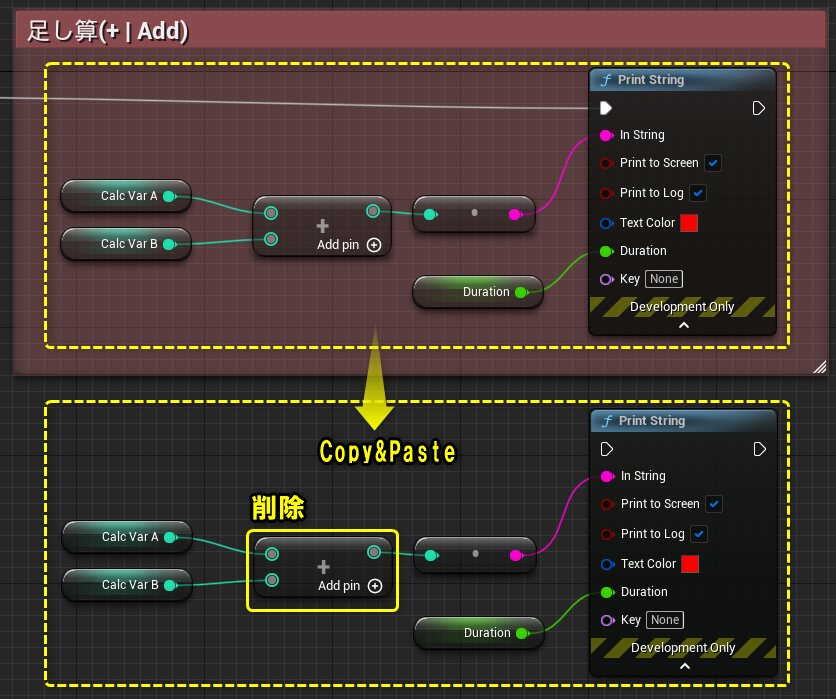 足し算(+ | Add)
Print String
In String
Calc Var A
Print to Screen
Print to Log
+
Text Color
Calc Var B
Add pin
Duration
Key None
Duration
Development Only
Copy&Paste
Print String
In String
削除
Print to Screen
Calc Var A
Print to Log
+
Text Color
Calc Var B
Add pin
Duration
Key None
Duration
Development Only